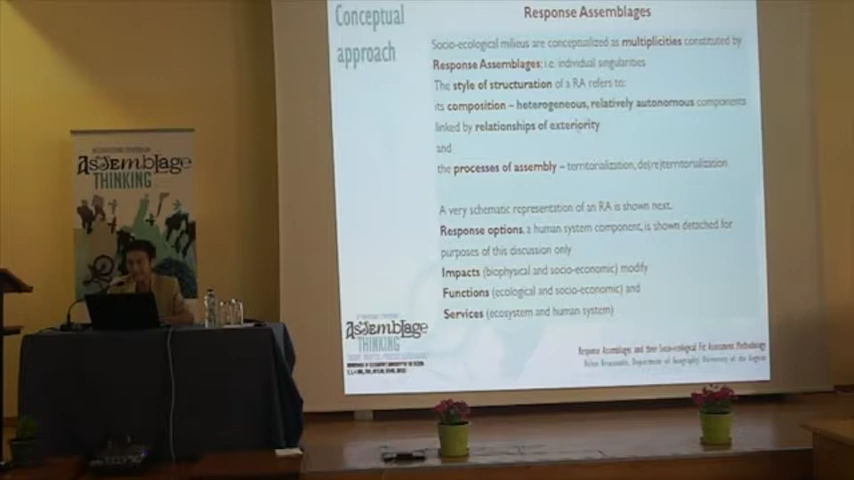 Assemblage
THINKING
Conceptual
approach
Response Assemblages
Socio-ecological milieus are conceptualized as multiplicities constituted by
Response Assemblages; i.e. individual singularities
The style of structuration of a RA refers to:
its composition – heterogeneous, relatively autonomous components
linked by relationships of exteriority
and
the processes of assembly – territorialization, de(re)territorialization
A very schematic representation of an RA is shown next.
Response options, a human system component, is shown detached for
purposes of this discussion only
Impacts (biophysical and socio-economic) modify
Functions (ecological and socio-economic) and
Services (ecosystem and human system)
Assemblage
THINKING
Response Assemblages and their Socio-ecological Fit Assessment Methodology
Department of Geography, University of the Aegean